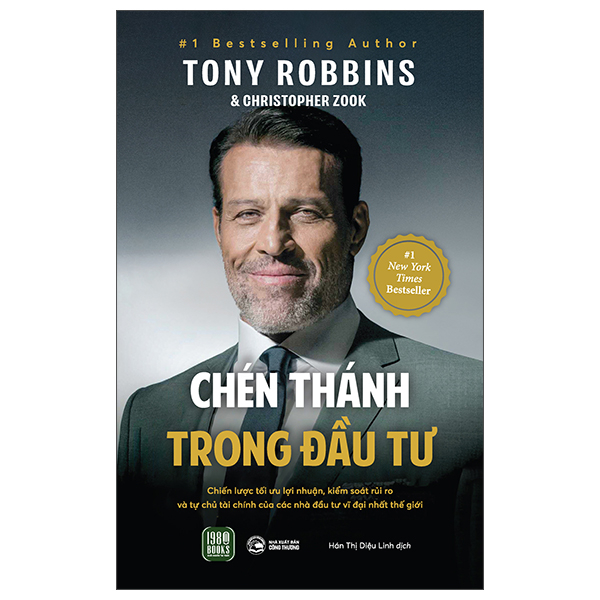 #1 Bestselling Author
TONY ROBBINS
& CHRISTOPHER ZOOK
#1
New York
Times
Bestseller
CHÉN THÁNH
TRONG ĐẦU TƯ
Chiến lược tối ưu lợi nhuận, kiểm soát rủi ro
và tự chủ tài chính của các nhà đầu tư vĩ đại nhất thế giới
1980
BOOKS
NHÀ XUẤT BẢN
CÔNG THƯƠNG
Hán Thị Diệu Linh dịch